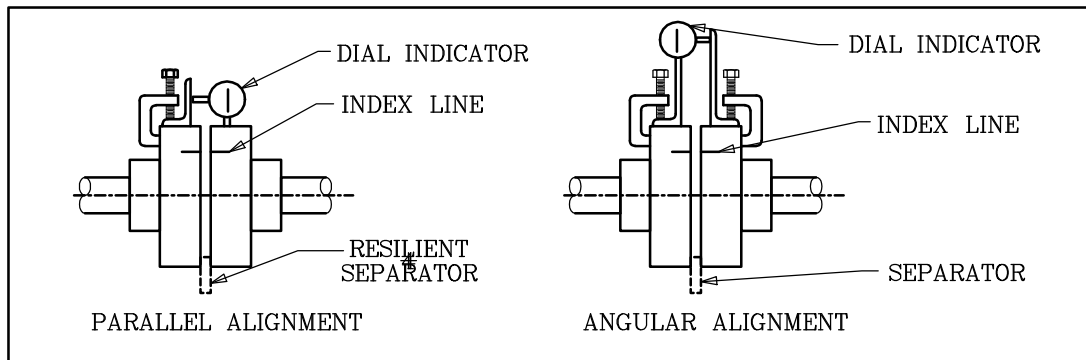 DIAL INDICATOR
INDEX LINE
RESILIENT
SEPARATOR
PARALLEL ALIGNMENT
DIAL INDICATOR
INDEX LINE
SEPARATOR
ANGULAR ALIGNMENT